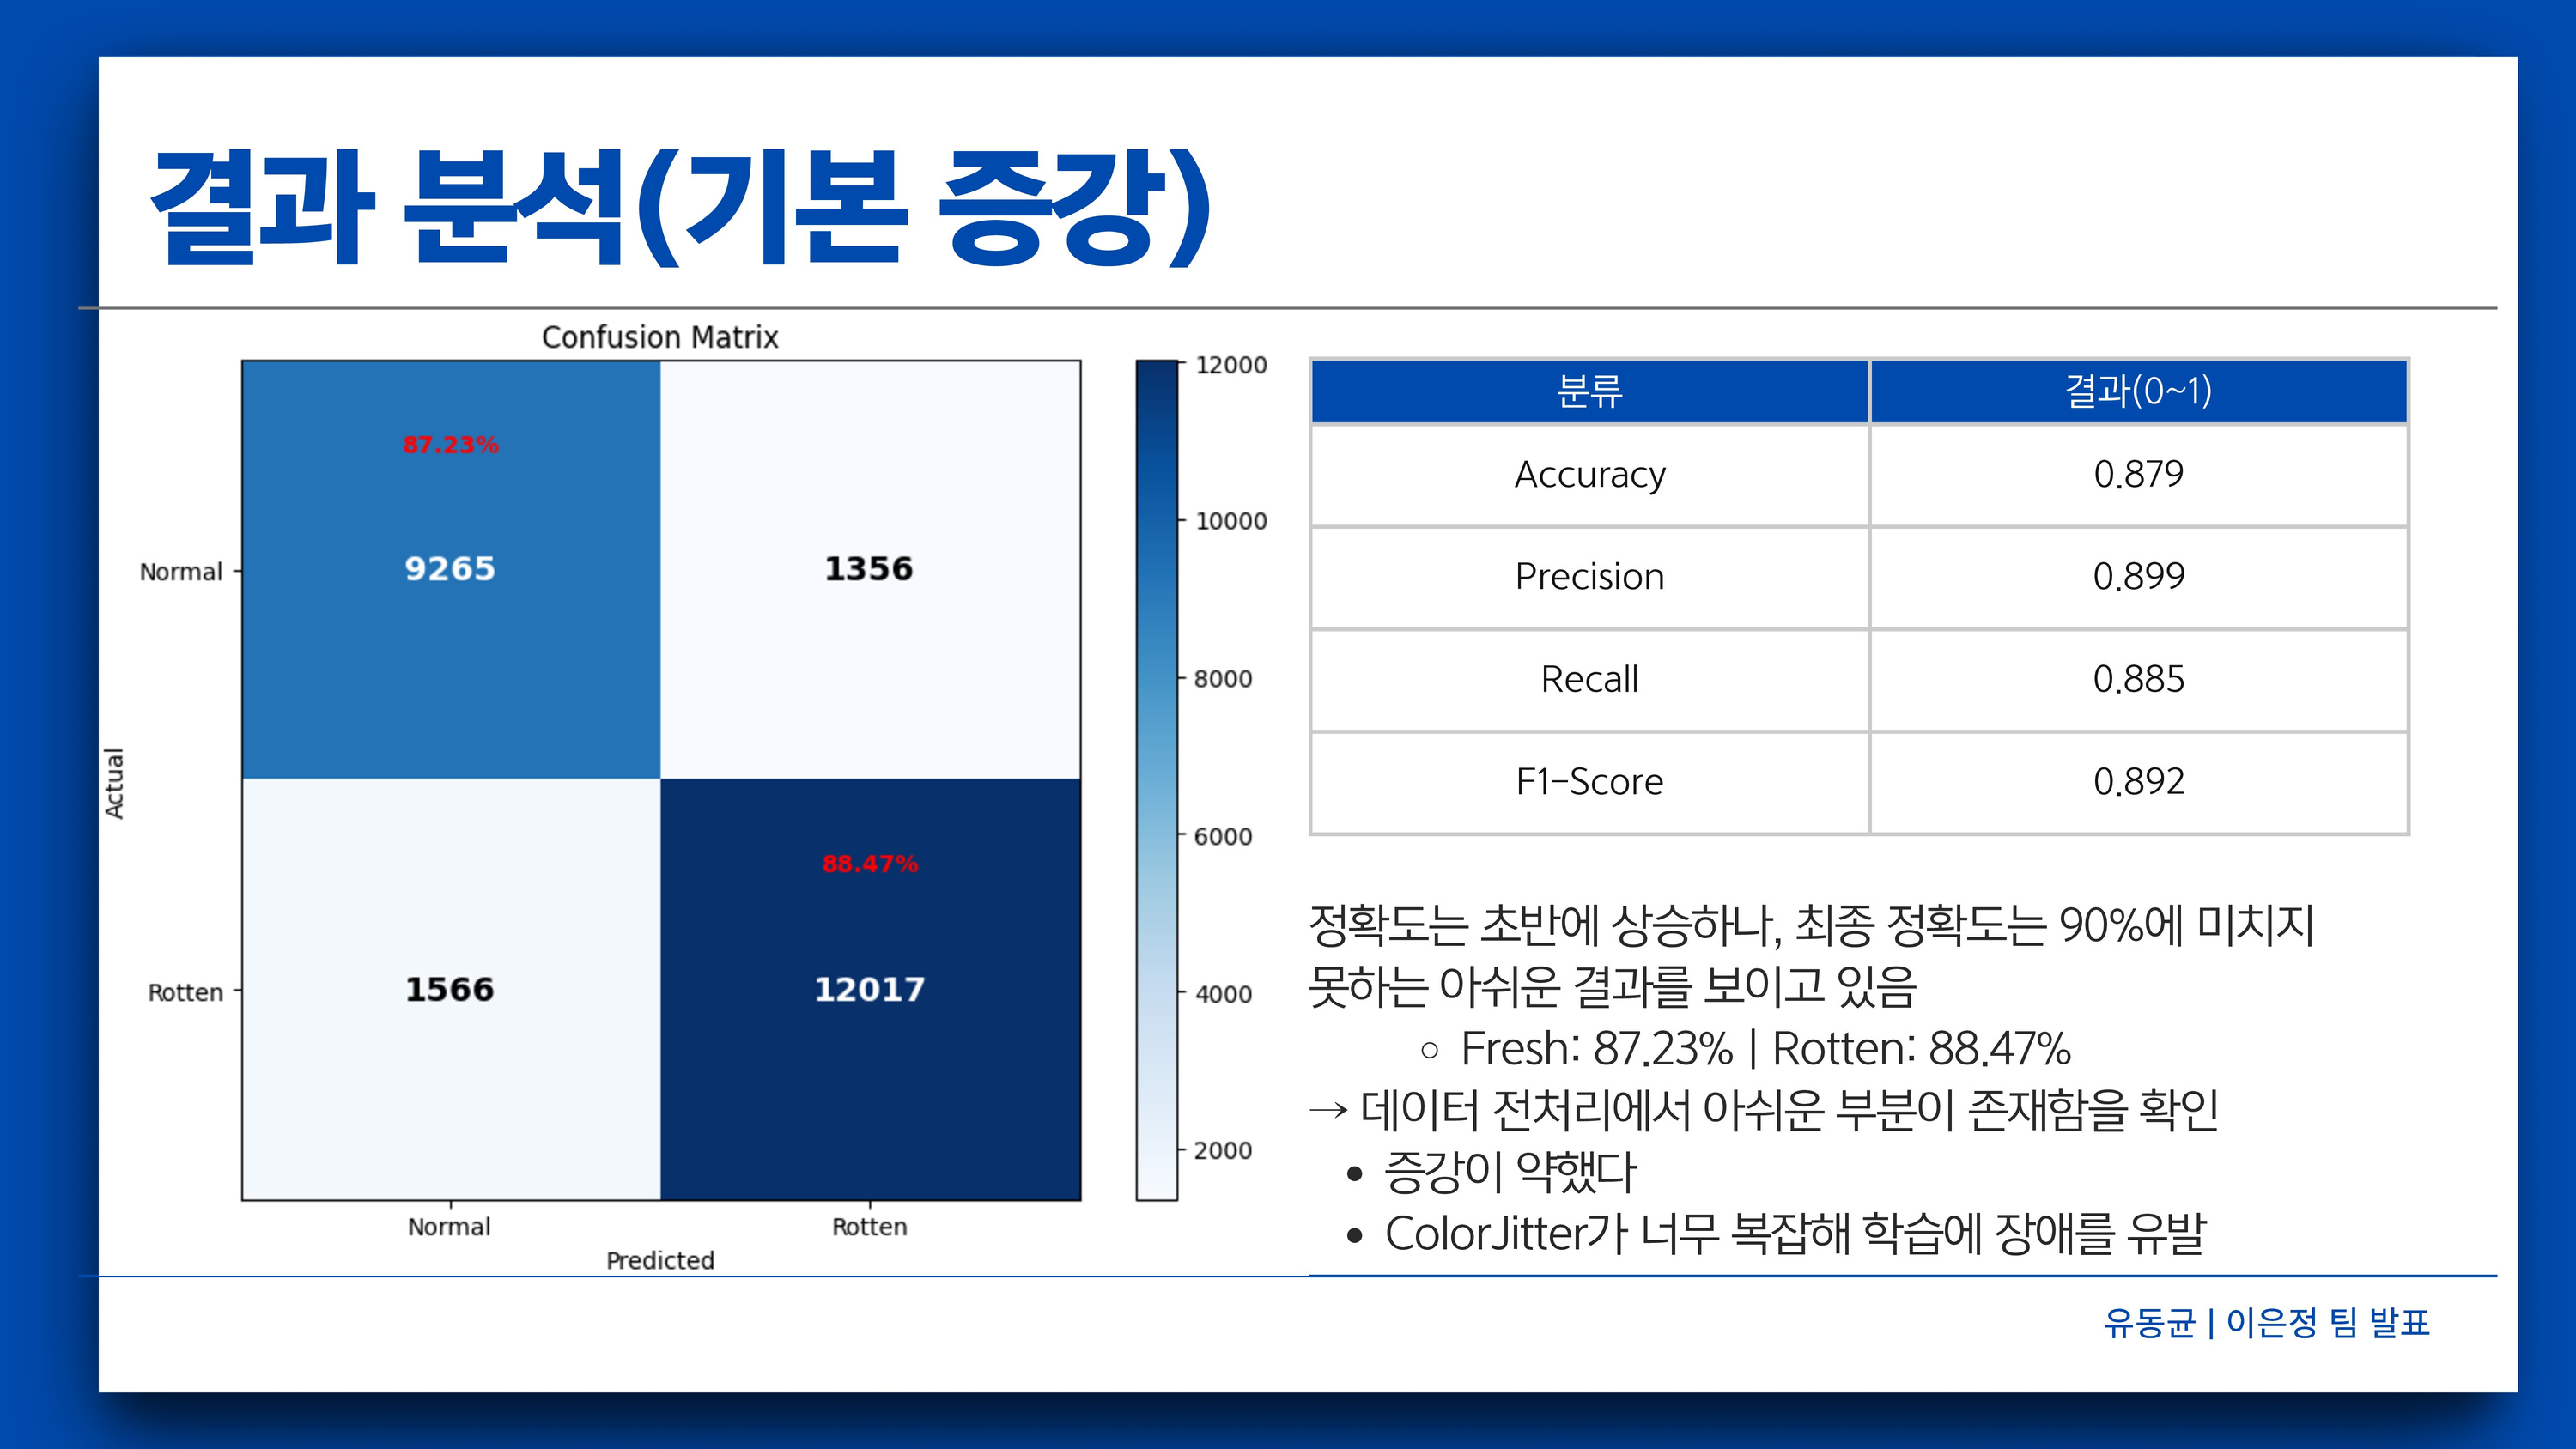 결과 분석(기본 증강)
Confusion Matrix
87.23%
9265
1356
88.47%
1566
12017
Normal
Rotten
Actual
Normal
Rotten
Predicted
12000
10000
8000
6000
4000
2000
분류 결과(0~1)
Accuracy 0.879
Precision 0.899
Recall 0.885
F1-Score 0.892
정확도는 초반에 상승하나, 최종 정확도는 90%에 미치지
못하는 아쉬운 결과를 보이고 있음
○ Fresh: 87.23% | Rotten: 88.47%
→ 데이터 전처리에서 아쉬운 부분이 존재함을 확인
• 증강이 약했다
• ColorJitter가 너무 복잡해 학습에 장애를 유발
유동균 | 이은정 팀 발표